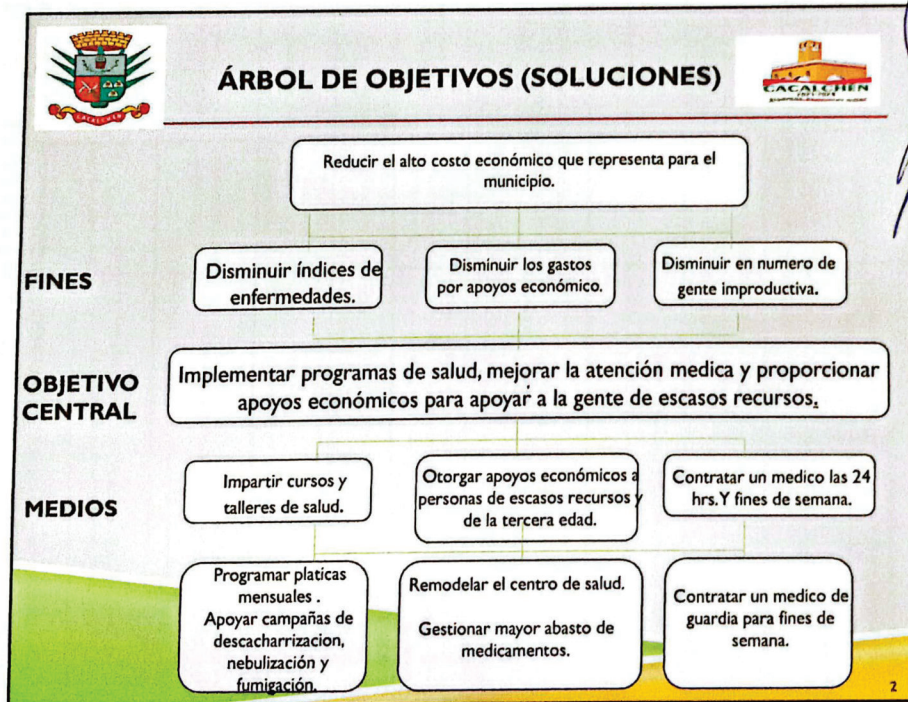 ÁRBOL DE OBJETIVOS (SOLUCIONES)
CACALCHEN
CACALCHEN
Reducir el alto costo económico que representa para el
municipio.
FINES
Disminuir índices de
enfermedades.
Disminuir los gastos
por apoyos económico.
Disminuir en numero de
gente improductiva.
OBJETIVO
CENTRAL
Implementar programas de salud, mejorar la atención medica y proporcionar
apoyos económicos para apoyar a la gente de escasos recursos.
MEDIOS
Impartir cursos y
talleres de salud.
Otorgar apoyos económicos a
personas de escasos recursos y
de la tercera edad.
Contratar un medico las 24
hrs. Y fines de semana.
Programar platicas
mensuales .
Apoyar campañas de
descacharrizacion,
nebulización y
fumigación.
Remodelar el centro de salud.
Gestionar mayor abasto de
medicamentos.
Contratar un medico de
guardia para fines de
semana.
2